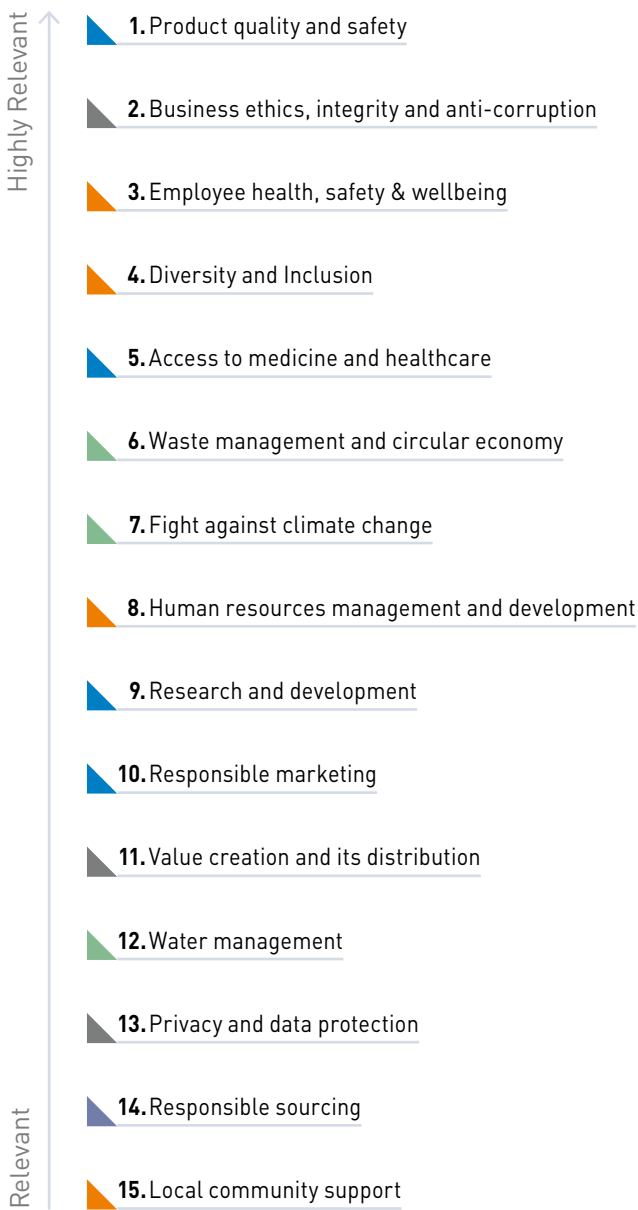 Highly Relevant
1. Product quality and safety
2. Business ethics, integrity and anti-corruption
3. Employee health, safety & wellbeing
4. Diversity and Inclusion
5. Access to medicine and healthcare
6. Waste management and circular economy
7. Fight against climate change
8. Human resources management and development
9. Research and development
10. Responsible marketing
11. Value creation and its distribution
12. Water management
13. Privacy and data protection
14. Responsible sourcing
15. Local community support
Relevant